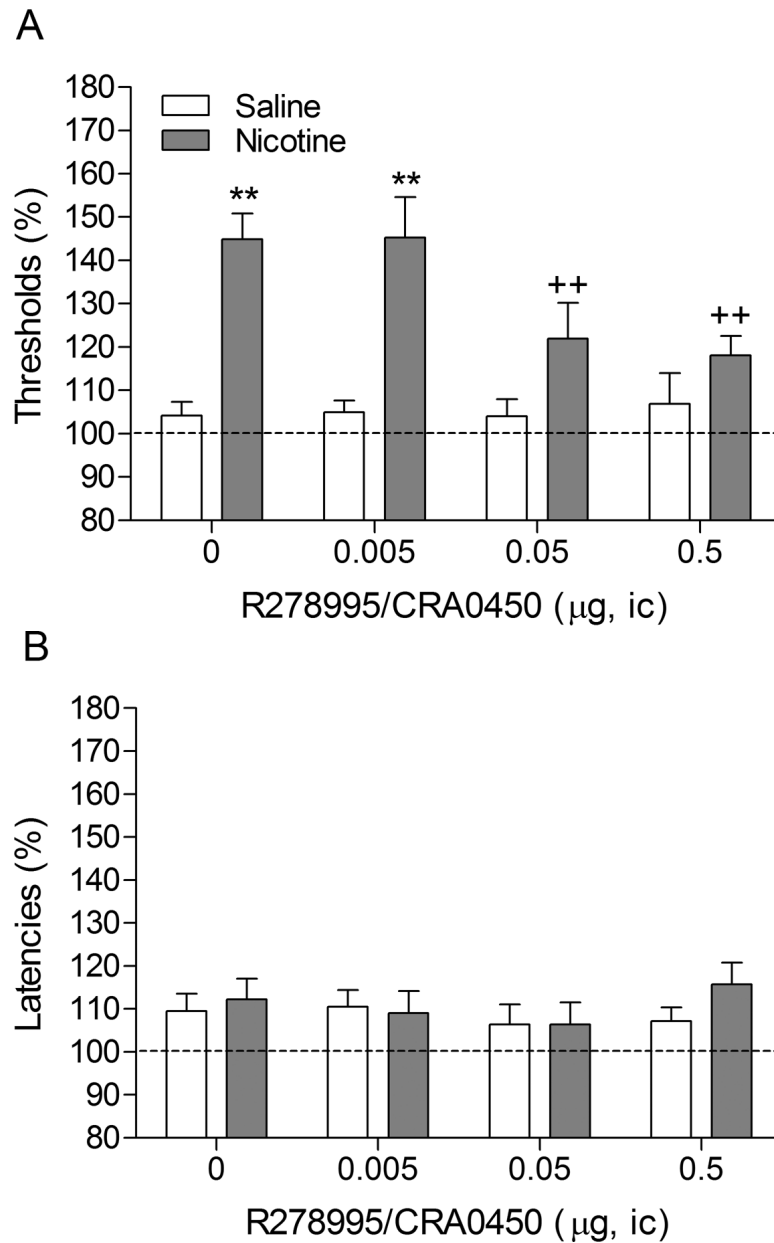 A
180
170
160
150
140
130
120
110
100
90
80
Thresholds (%)
Saline
Nicotine
** ** ++ ++
0 0.005 0.05 0.5
R278995/CRA0450 (μg, ic)
B
180
170
160
150
140
130
120
110
100
90
80
Latencies (%)
0 0.005 0.05 0.5
R278995/CRA0450 (μg, ic)